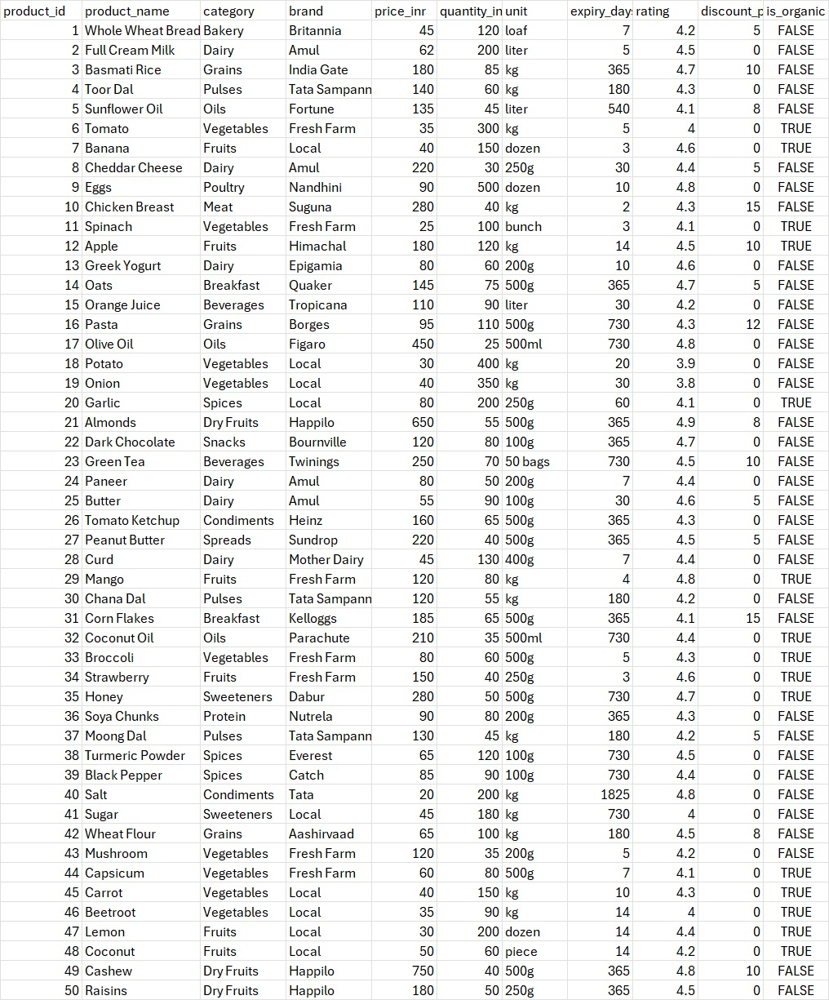 product_id product_name category brand price_inr quantity_in unit expiry_day rating discount_p is_organic
1 Whole Wheat Bread Bakery Britannia 45 120 loaf 7 4.2 5 FALSE
2 Full Cream Milk Dairy Amul 62 200 liter 5 4.5 0 FALSE
3 Basmati Rice Grains India Gate 180 85 kg 365 4.7 10 FALSE
4 Toor Dal Pulses Tata Sampann 140 60 kg 180 4.3 0 FALSE
5 Sunflower Oil Oils Fortune 135 45 liter 540 4.1 8 FALSE
6 Tomato Vegetables Fresh Farm 35 300 kg 5 4 0 TRUE
7 Banana Fruits Local 40 150 dozen 3 4.6 0 TRUE
8 Cheddar Cheese Dairy Amul 220 30 250g 30 4.4 5 FALSE
9 Eggs Poultry Nandhini 90 500 dozen 10 4.8 0 FALSE
10 Chicken Breast Meat Suguna 280 40 kg 2 4.3 15 FALSE
11 Spinach Vegetables Fresh Farm 25 100 bunch 3 4.1 0 TRUE
12 Apple Fruits Himachal 180 120 kg 14 4.5 10 TRUE
13 Greek Yogurt Dairy Epigamia 80 60 200g 10 4.6 0 FALSE
14 Oats Breakfast Quaker 145 75 500g 365 4.7 5 FALSE
15 Orange Juice Beverages Tropicana 110 90 liter 30 4.2 0 FALSE
16 Pasta Grains Borges 95 110 500g 730 4.3 12 FALSE
17 Olive Oil Oils Figaro 450 25 500ml 730 4.8 0 FALSE
18 Potato Vegetables Local 30 400 kg 20 3.9 0 FALSE
19 Onion Vegetables Local 40 350 kg 30 3.8 0 FALSE
20 Garlic Spices Local 80 200 250g 60 4.1 0 TRUE
21 Almonds Dry Fruits Happilo 650 55 500g 365 4.9 8 FALSE
22 Dark Chocolate Snacks Bournville 120 80 100g 365 4.7 0 FALSE
23 Green Tea Beverages Twinings 250 70 50 bags 730 4.5 10 FALSE
24 Paneer Dairy Amul 80 50 200g 7 4.4 0 FALSE
25 Butter Dairy Amul 55 90 100g 30 4.6 5 FALSE
26 Tomato Ketchup Condiments Heinz 160 65 500g 365 4.3 0 FALSE
27 Peanut Butter Spreads Sundrop 220 40 500g 365 4.5 5 FALSE
28 Curd Dairy Mother Dairy 45 130 400g 7 4.4 0 FALSE
29 Mango Fruits Fresh Farm 120 80 kg 4 4.8 0 TRUE
30 Chana Dal Pulses Tata Sampann 120 55 kg 180 4.2 0 FALSE
31 Corn Flakes Breakfast Kelloggs 185 65 500g 365 4.1 15 FALSE
32 Coconut Oil Oils Parachute 210 35 500ml 730 4.4 0 TRUE
33 Broccoli Vegetables Fresh Farm 80 60 500g 5 4.3 0 TRUE
34 Strawberry Fruits Fresh Farm 150 40 250g 3 4.6 0 TRUE
35 Honey Sweeteners Dabur 280 50 500g 730 4.7 0 TRUE
36 Soya Chunks Protein Nutrela 90 80 200g 365 4.3 0 FALSE
37 Moong Dal Pulses Tata Sampann 130 45 kg 180 4.2 5 FALSE
38 Turmeric Powder Spices Everest 65 120 100g 730 4.5 0 FALSE
39 Black Pepper Spices Catch 85 90 100g 730 4.4 0 FALSE
40 Salt Condiments Tata 20 200 kg 1825 4.8 0 FALSE
41 Sugar Sweeteners Local 45 180 kg 730 4 0 FALSE
42 Wheat Flour Grains Aashirvaad 65 100 kg 180 4.5 8 FALSE
43 Mushroom Vegetables Fresh Farm 120 35 200g 5 4.2 0 FALSE
44 Capsicum Vegetables Fresh Farm 60 80 500g 7 4.1 0 TRUE
45 Carrot Vegetables Local 40 150 kg 10 4.3 0 TRUE
46 Beetroot Vegetables Local 35 90 kg 14 4 0 TRUE
47 Lemon Fruits Local 30 200 dozen 14 4.4 0 TRUE
48 Coconut Fruits Local 50 60 piece 14 4.2 0 TRUE
49 Cashew Dry Fruits Happilo 750 40 500g 365 4.8 10 FALSE
50 Raisins Dry Fruits Happilo 180 50 250g 365 4.5 0 FALSE